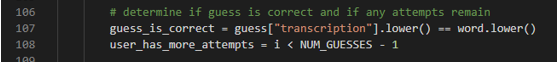 106 # determine if guess is correct and if any attempts remain
107 guess_is_correct = guess["transcription"].lower() == word.lower()
108 user_has_more_attempts = i < NUM_GUESSES - 1
109